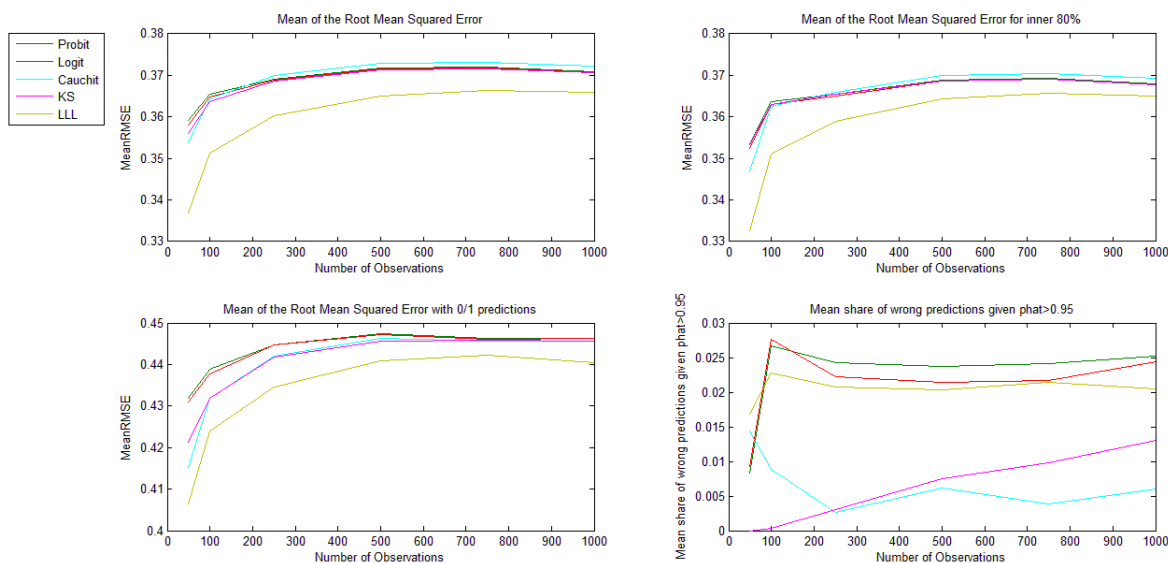 Mean of the Root Mean Squared Error
Probit
Logit
Cauchit
KS
LLL
0.38
0.37
0.36
0.35
0.34
0.33
MeanRMSE
0 100 200 300 400 500 600 700 800 900 1000
Number of Observations
Mean of the Root Mean Squared Error for inner 80%
0.38
0.37
0.36
0.35
0.34
0.33
MeanRMSE
0 100 200 300 400 500 600 700 800 900 1000
Number of Observations
Mean of the Root Mean Squared Error with 0/1 predictions
0.45
0.44
0.43
0.42
0.41
0.4
MeanRMSE
0 100 200 300 400 500 600 700 800 900 1000
Number of Observations
Mean share of wrong predictions given phat>0.95
0.03
0.025
0.02
0.015
0.01
0.005
0
Mean share of wrong predictions given phat>0.95
0 100 200 300 400 500 600 700 800 900 1000
Number of Observations